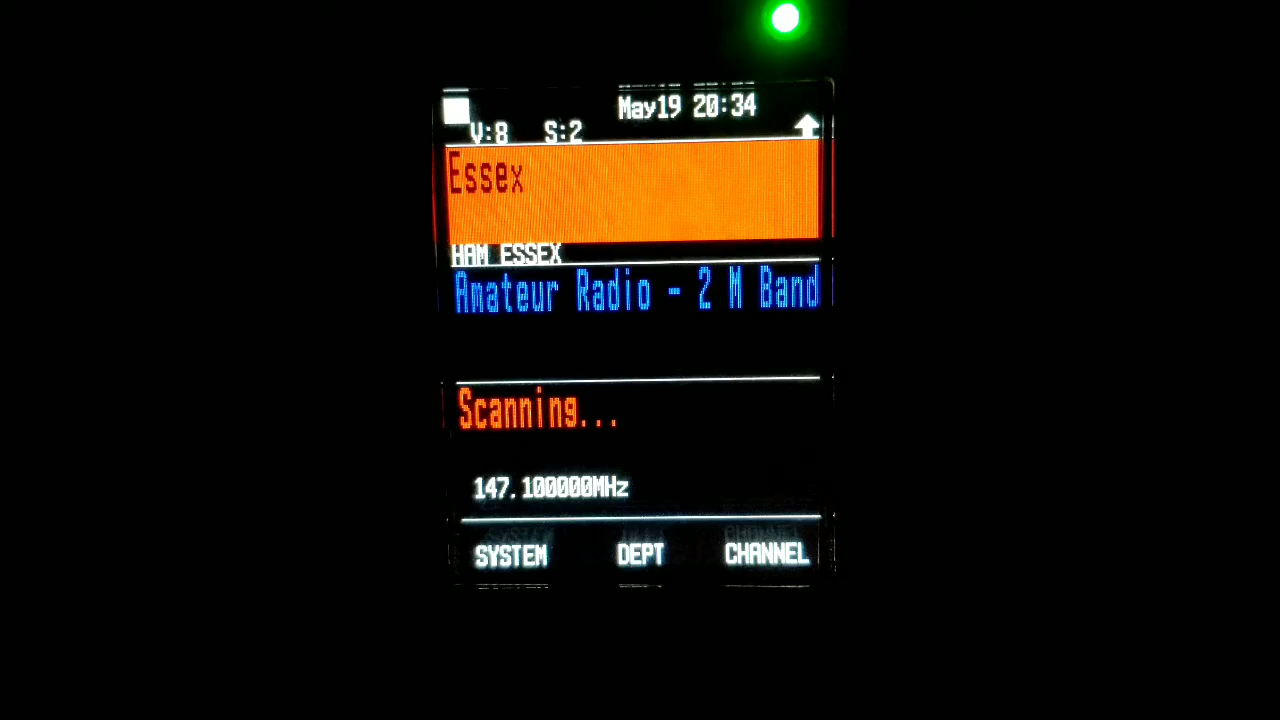 May19 20:34
V:8 S:2
Essex
HAM ESSEX
Amateur Radio - 2 M Band
Scanning...
147.100000MHz
SYSTEM DEPT CHANNEL